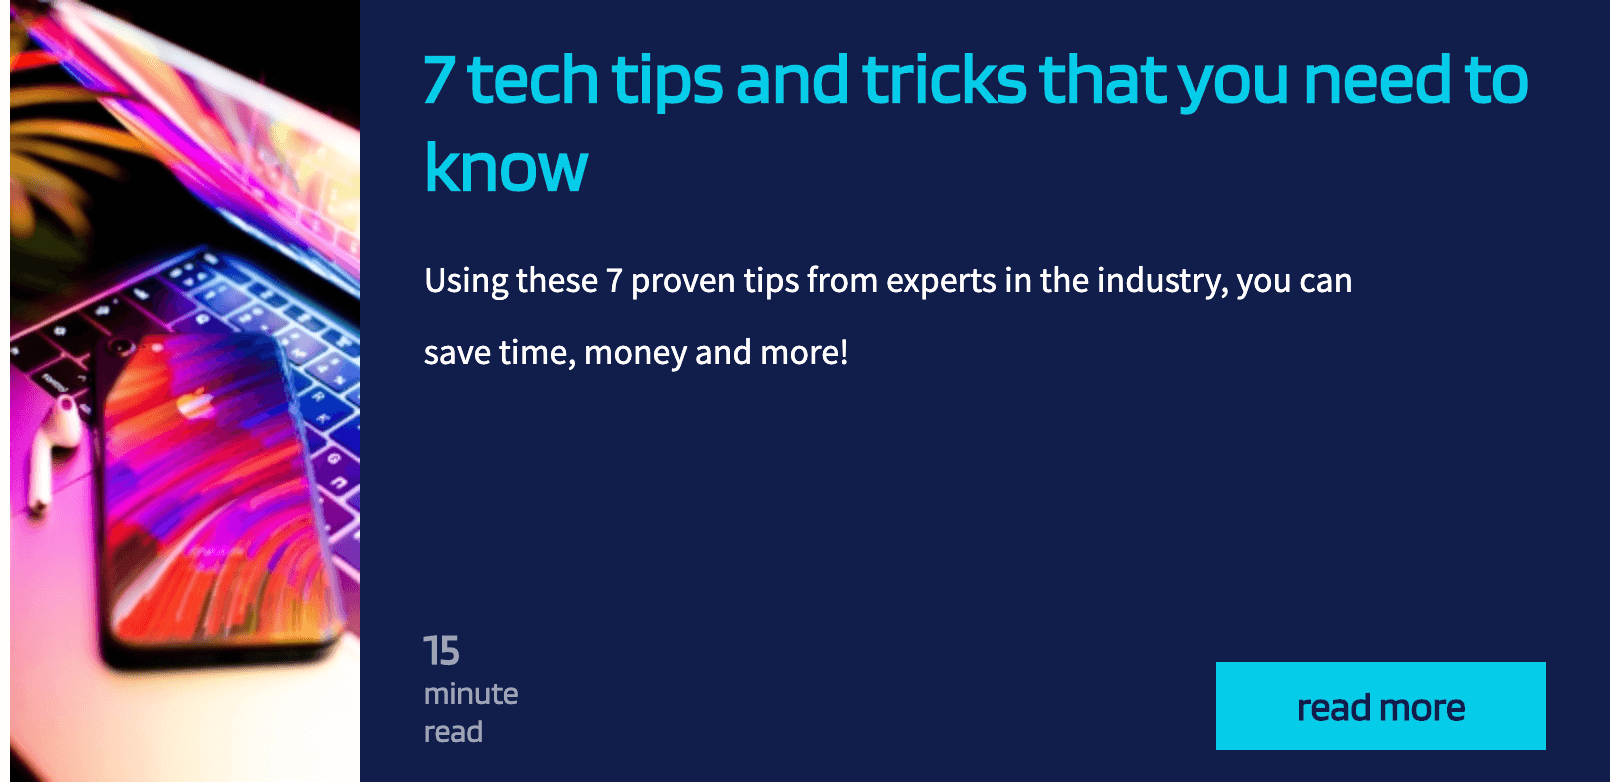 7 tech tips and tricks that you need to
know
Using these 7 proven tips from experts in the industry, you can
save time, money and more!
15
minute
read
read more